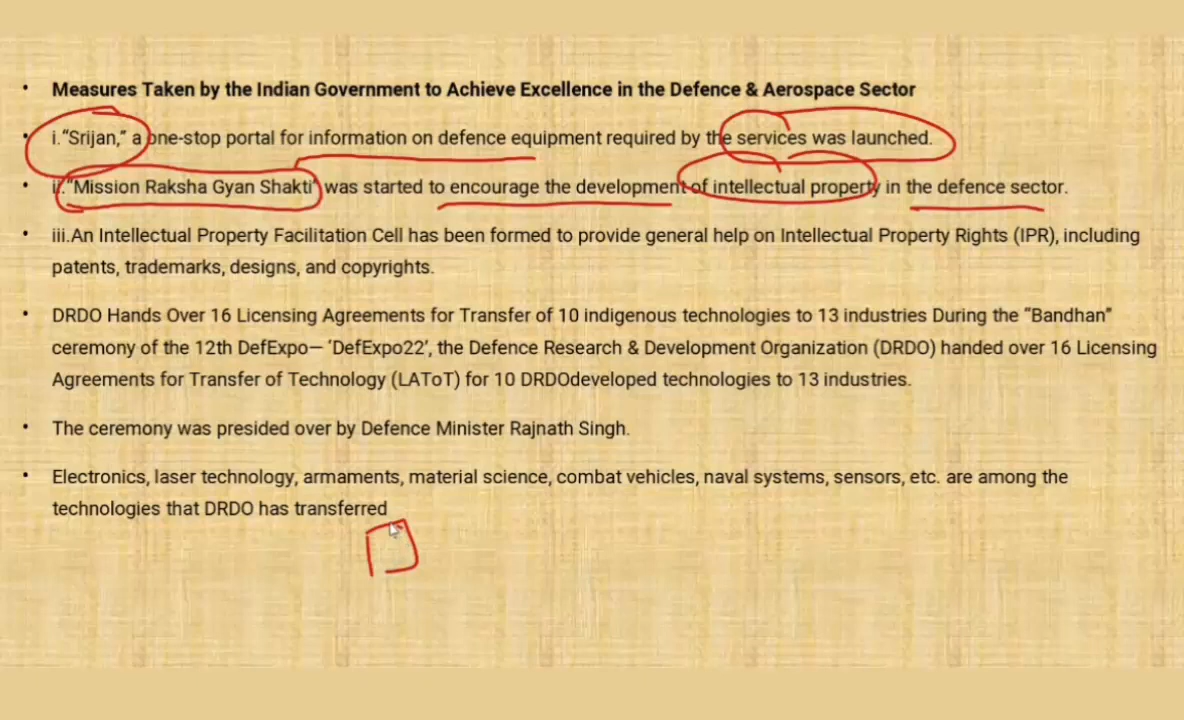 • Measures Taken by the Indian Government to Achieve Excellence in the Defence & Aerospace Sector
• i.“Srijan,” a one-stop portal for information on defence equipment required by the services was launched.
• ii.“Mission Raksha Gyan Shakti” was started to encourage the development of intellectual property in the defence sector.
• iii.An Intellectual Property Facilitation Cell has been formed to provide general help on Intellectual Property Rights (IPR), including
patents, trademarks, designs, and copyrights.
• DRDO Hands Over 16 Licensing Agreements for Transfer of 10 indigenous technologies to 13 industries During the “Bandhan”
ceremony of the 12th DefExpo– ‘DefExpo22’, the Defence Research & Development Organization (DRDO) handed over 16 Licensing
Agreements for Transfer of Technology (LAToT) for 10 DRDOdeveloped technologies to 13 industries.
• The ceremony was presided over by Defence Minister Rajnath Singh.
• Electronics, laser technology, armaments, material science, combat vehicles, naval systems, sensors, etc. are among the
technologies that DRDO has transferred